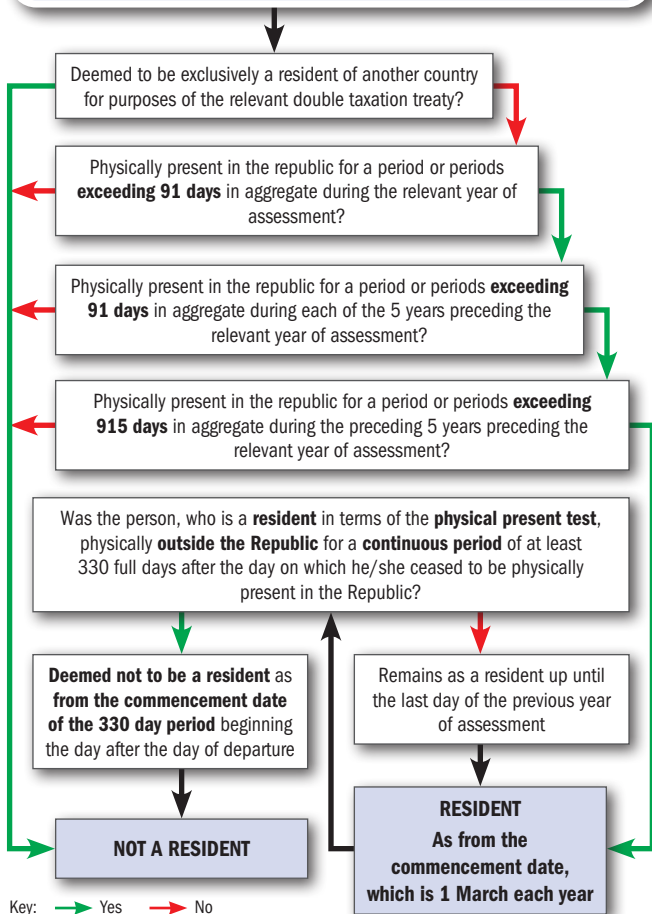 Deemed to be exclusively a resident of another country
for purposes of the relevant double taxation treaty?
Physically present in the republic for a period or periods
exceeding 91 days in aggregate during the relevant year of
assessment?
Physically present in the republic for a period or periods exceeding
91 days in aggregate during each of the 5 years preceding the
relevant year of assessment?
Physically present in the republic for a period or periods exceeding
915 days in aggregate during the preceding 5 years preceding the
relevant year of assessment?
Was the person, who is a resident in terms of the physical present test,
physically outside the Republic for a continuous period of at least
330 full days after the day on which he/she ceased to be physically
present in the Republic?
Deemed not to be a resident as
from the commencement date
of the 330 day period beginning
the day after the day of departure
Remains as a resident up until
the last day of the previous year
of assessment
NOT A RESIDENT
RESIDENT
As from the
commencement date,
which is 1 March each year
Key: Yes No